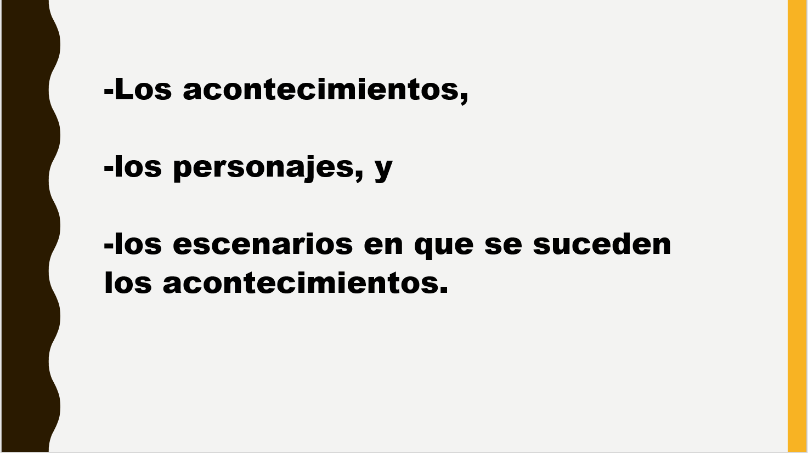 -Los acontecimientos,
-los personajes, y
-los escenarios en que se suceden
los acontecimientos.